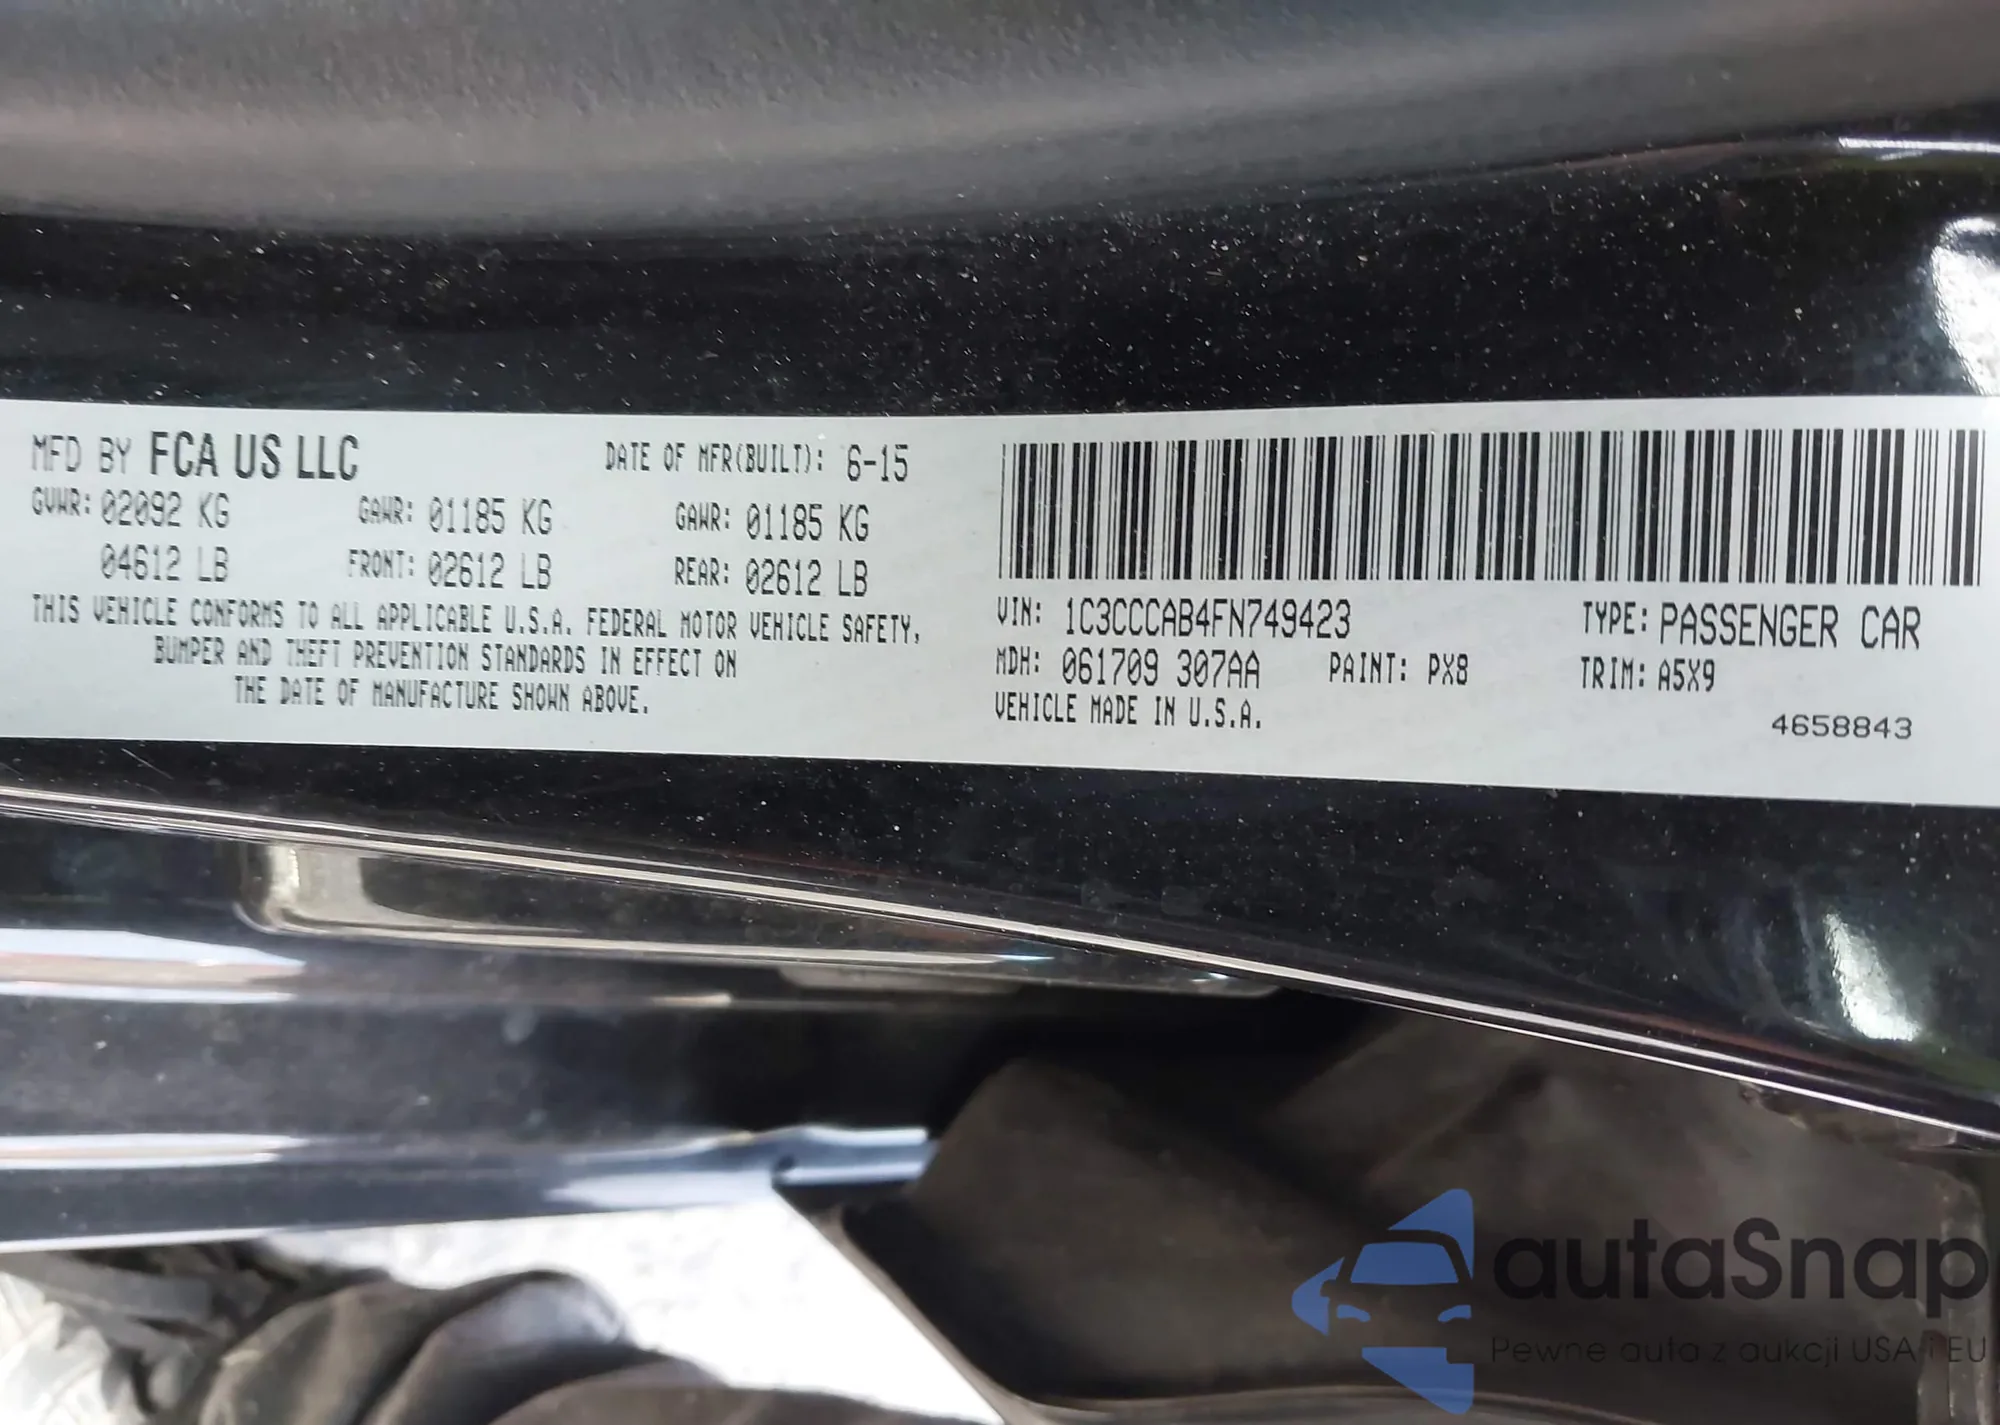 MFD BY FCA US LLC DATE OF MFR(BUILT): 6-15
GVWR: 02092 KG GAWR: 01185 KG GAWR: 01185 KG
04612 LB FRONT: 02612 LB REAR: 02612 LB
THIS VEHICLE CONFORMS TO ALL APPLICABLE U.S.A. FEDERAL MOTOR VEHICLE SAFETY,
BUMPER AND THEFT PREVENTION STANDARDS IN EFFECT ON
THE DATE OF MANUFACTURE SHOWN ABOVE.
VIN: 1C3CCCAB4FN749423 TYPE: PASSENGER CAR
MDH: 061709 307AA PAINT: PX8 TRIM: A5X9
VEHICLE MADE IN U.S.A.
4658843
autaSnap
Pewne auta z aukcji USA i EU